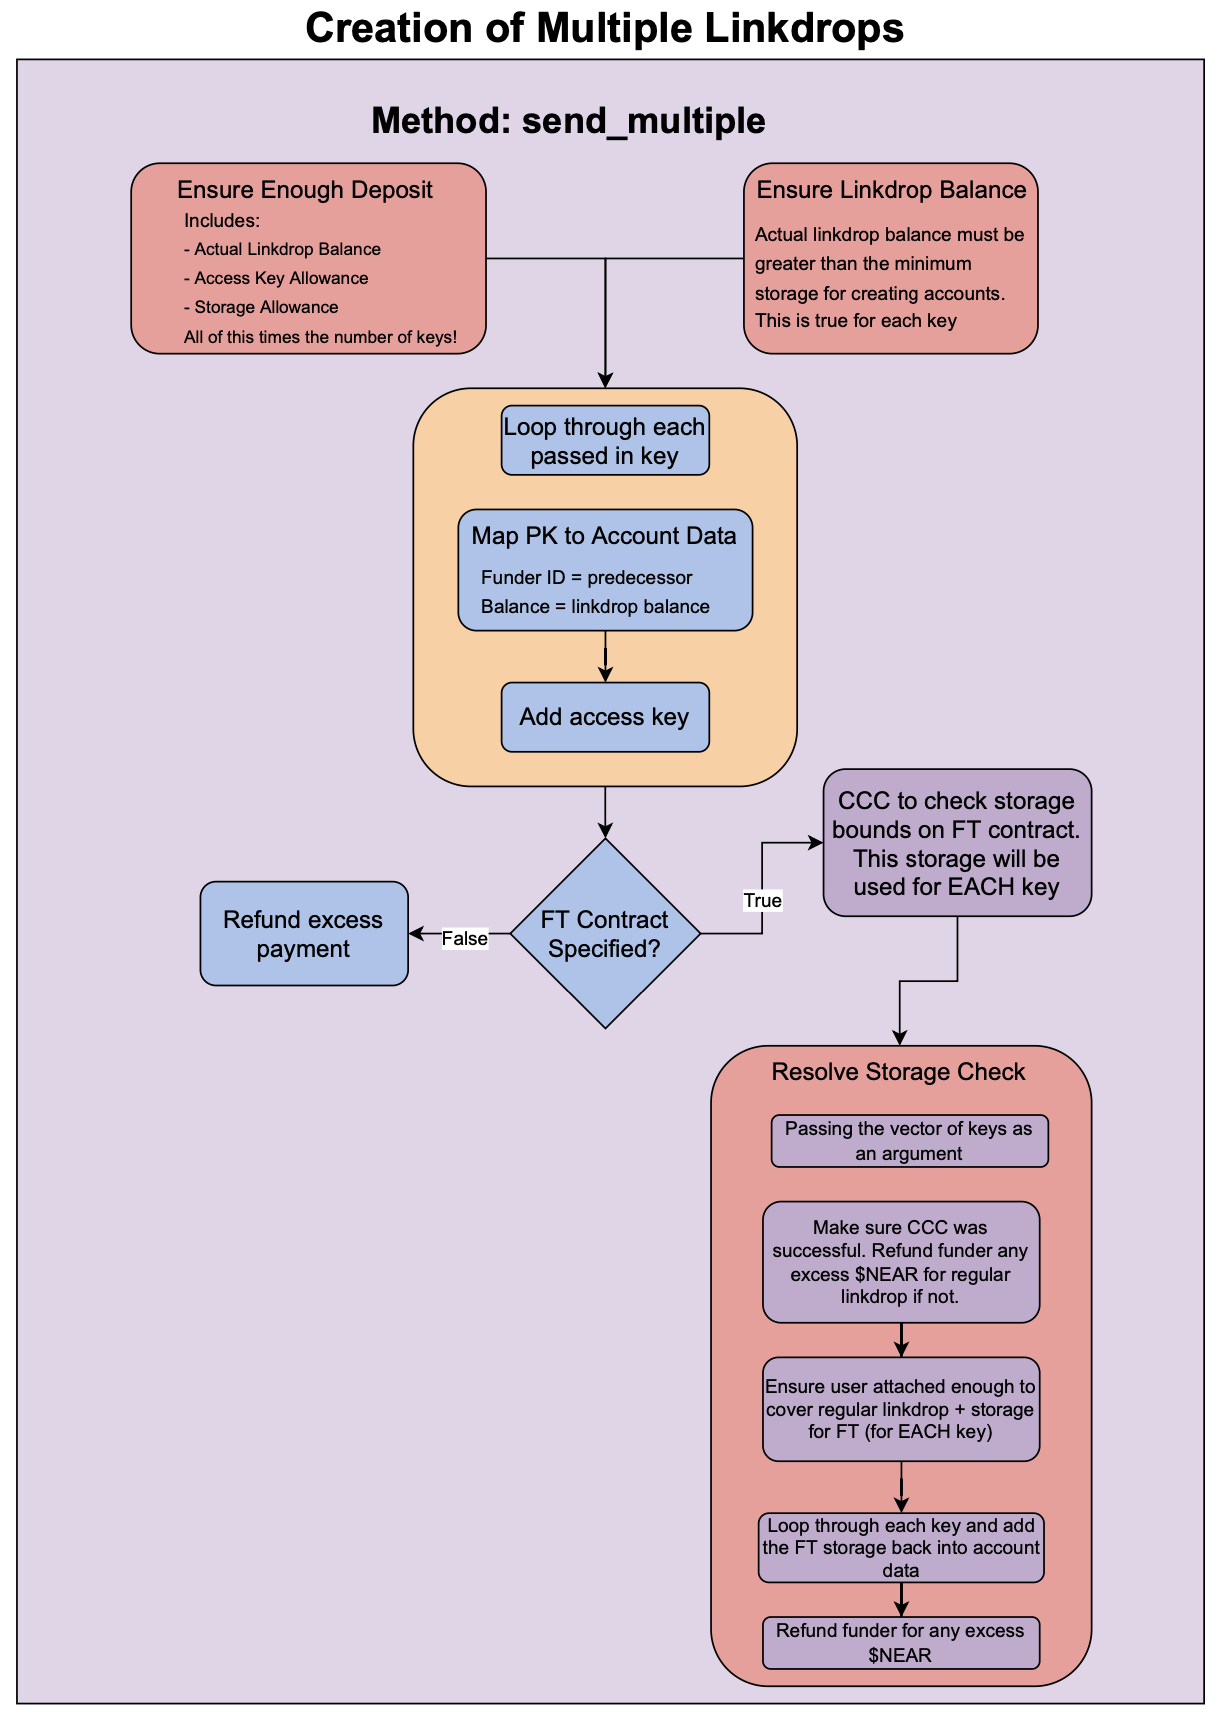 Creation of Multiple Linkdrops
Method: send_multiple
Ensure Enough Deposit
Includes:
- Actual Linkdrop Balance
- Access Key Allowance
- Storage Allowance
All of this times the number of keys!
Ensure Linkdrop Balance
Actual linkdrop balance must be
greater than the minimum
storage for creating accounts.
This is true for each key
Loop through each
passed in key
Map PK to Account Data
Funder ID = predecessor
Balance = linkdrop balance
Add access key
FT Contract
Specified?
False
Refund excess
payment
True
CCC to check storage
bounds on FT contract.
This storage will be
used for EACH key
Resolve Storage Check
Passing the vector of keys as
an argument
Make sure CCC was
successful. Refund funder any
excess $NEAR for regular
linkdrop if not.
Ensure user attached enough to
cover regular linkdrop + storage
for FT (for EACH key)
Loop through each key and add
the FT storage back into account
data
Refund funder for any excess
$NEAR